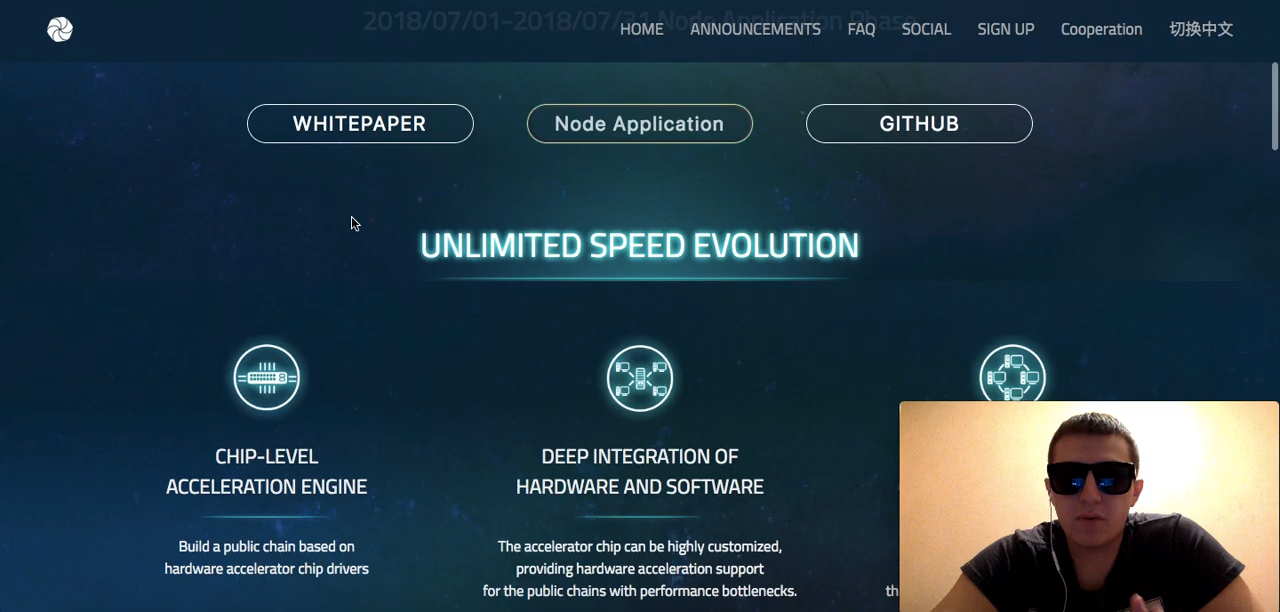 2018/07/01-2018/07/31 Node Application Phase
HOME ANNOUNCEMENTS FAQ SOCIAL SIGN UP Cooperation 切换中文
WHITEPAPER Node Application GITHUB
UNLIMITED SPEED EVOLUTION
CHIP-LEVEL
ACCELERATION ENGINE
Build a public chain based on
hardware accelerator chip drivers
DEEP INTEGRATION OF
HARDWARE AND SOFTWARE
The accelerator chip can be highly customized,
providing hardware acceleration support
for the public chains with performance bottlenecks.